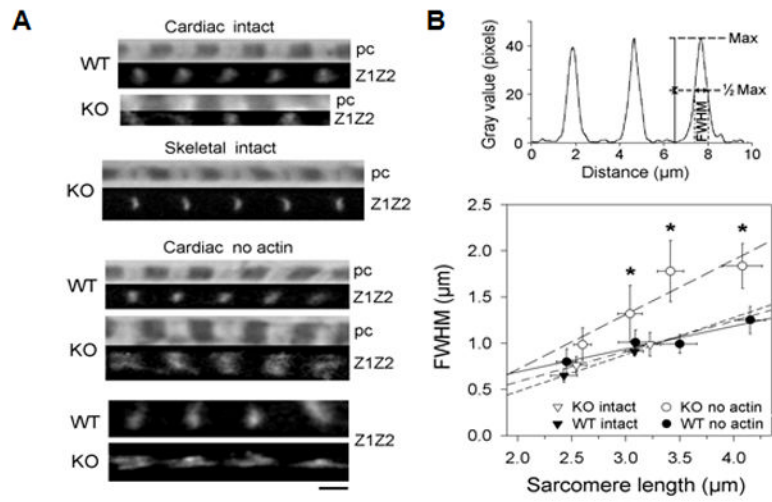 A
Cardiac intact
WT
pc
Z1Z2
KO
pc
Z1Z2
Skeletal intact
KO
pc
Z1Z2
Cardiac no actin
WT
pc
Z1Z2
KO
pc
Z1Z2
WT
KO
Z1Z2
B
Gray value (pixels)
40
20
0
0 2 4 6 8 10
Distance (µm)
Max
½ Max
FWHM
FWHM (µm)
2.5
2.0
1.5
1.0
0.5
0.0
* * *
KO intact KO no actin
WT intact WT no actin
2.0 2.5 3.0 3.5 4.0
Sarcomere length (µm)